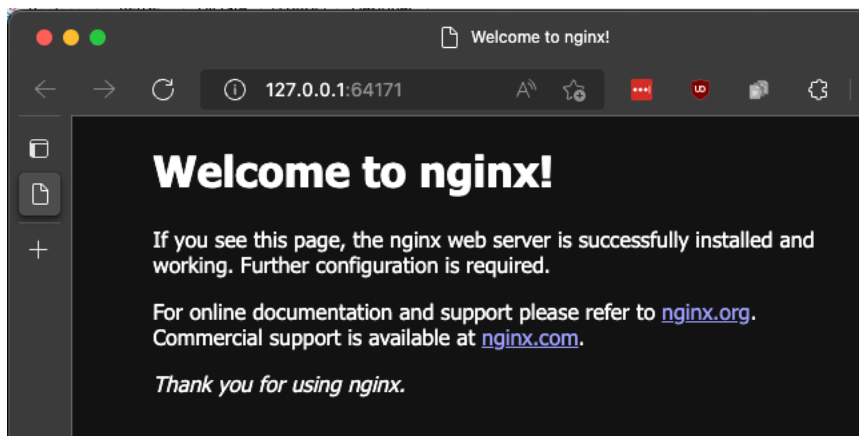 Welcome to nginx!
127.0.0.1:64171
Welcome to nginx!
If you see this page, the nginx web server is successfully installed and
working. Further configuration is required.
For online documentation and support please refer to nginx.org.
Commercial support is available at nginx.com.
Thank you for using nginx.